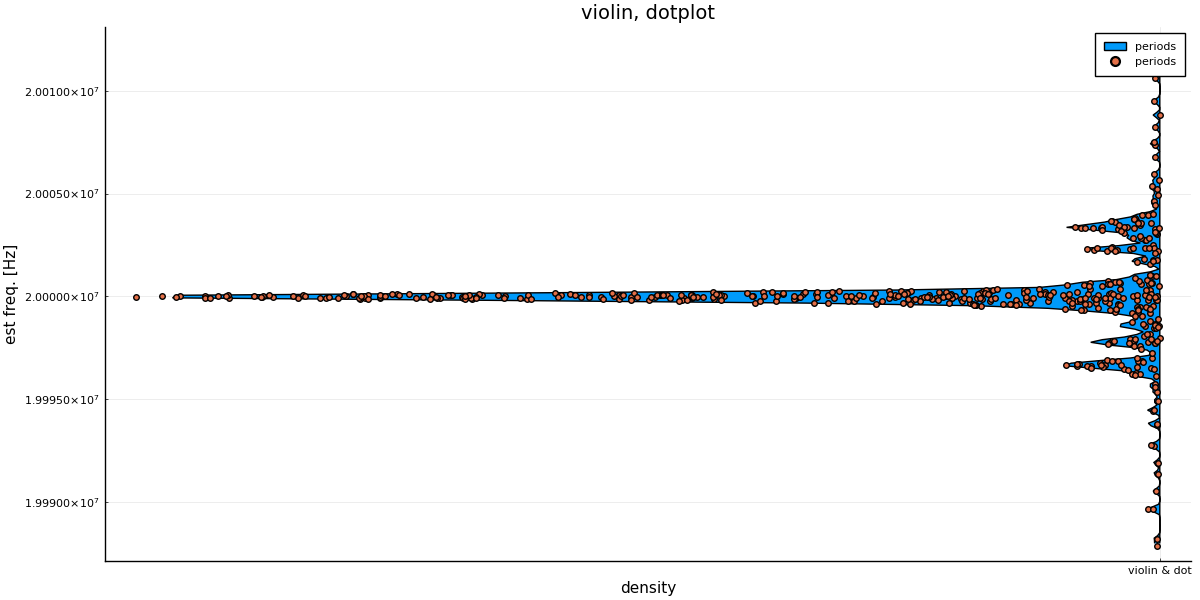 violin, dotplot
periods
periods
2.00100×10⁷
2.00050×10⁷
2.00000×10⁷
1.99950×10⁷
1.99900×10⁷
est freq. [Hz]
violin & dot
density